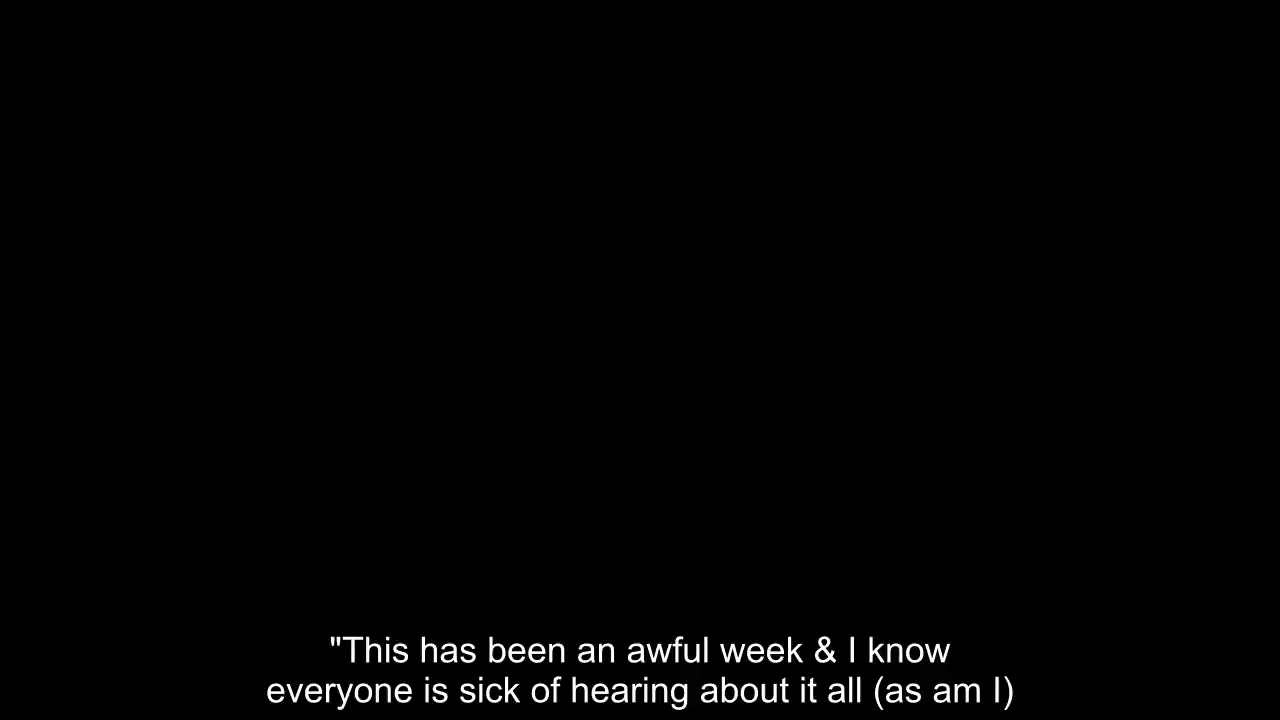 "This has been an awful week & I know
everyone is sick of hearing about it all (as am I)